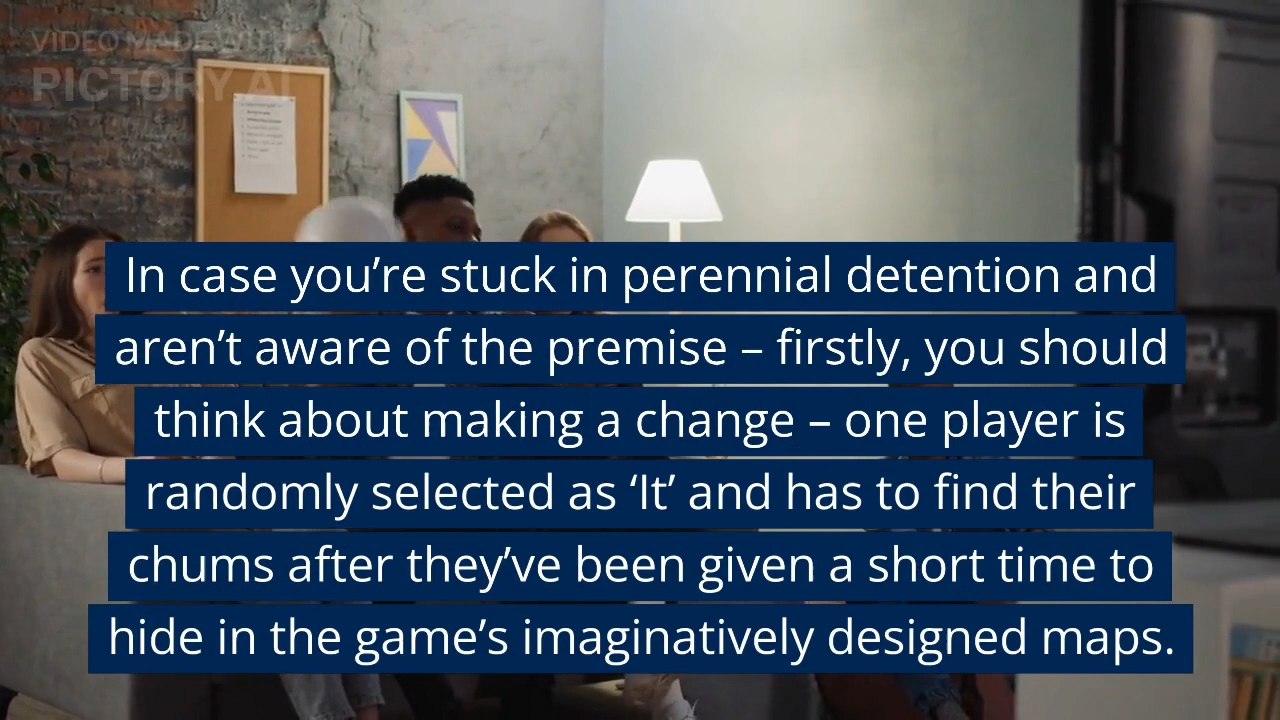 VIDEO MADE WITH
PICTORY.AI
In case you’re stuck in perennial detention and
aren’t aware of the premise – firstly, you should
think about making a change – one player is
randomly selected as ‘It’ and has to find their
chums after they’ve been given a short time to
hide in the game’s imaginatively designed maps.